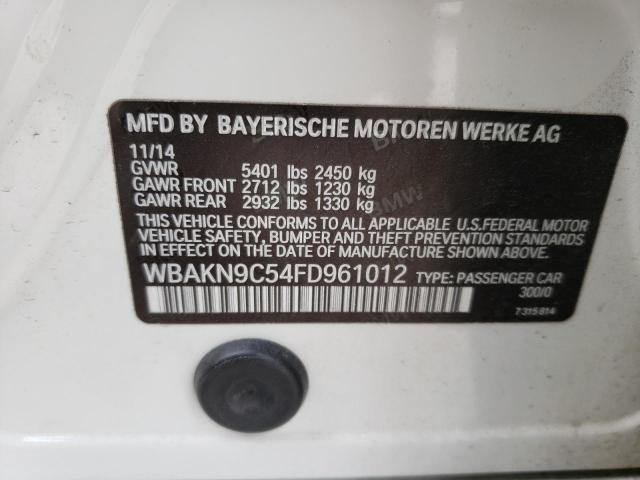 MFD BY BAYERISCHE MOTOREN WERKE AG
11/14
GVWR 5401 lbs 2450 kg
GAWR FRONT 2712 lbs 1230 kg
GAWR REAR 2932 lbs 1330 kg
THIS VEHICLE CONFORMS TO ALL APPLICABLE U.S.FEDERAL MOTOR
VEHICLE SAFETY, BUMPER AND THEFT PREVENTION STANDARDS
IN EFFECT ON THE DATE OF MANUFACTURE SHOWN ABOVE.
WBAKN9C54FD961012 TYPE: PASSENGER CAR
300/0
7315814